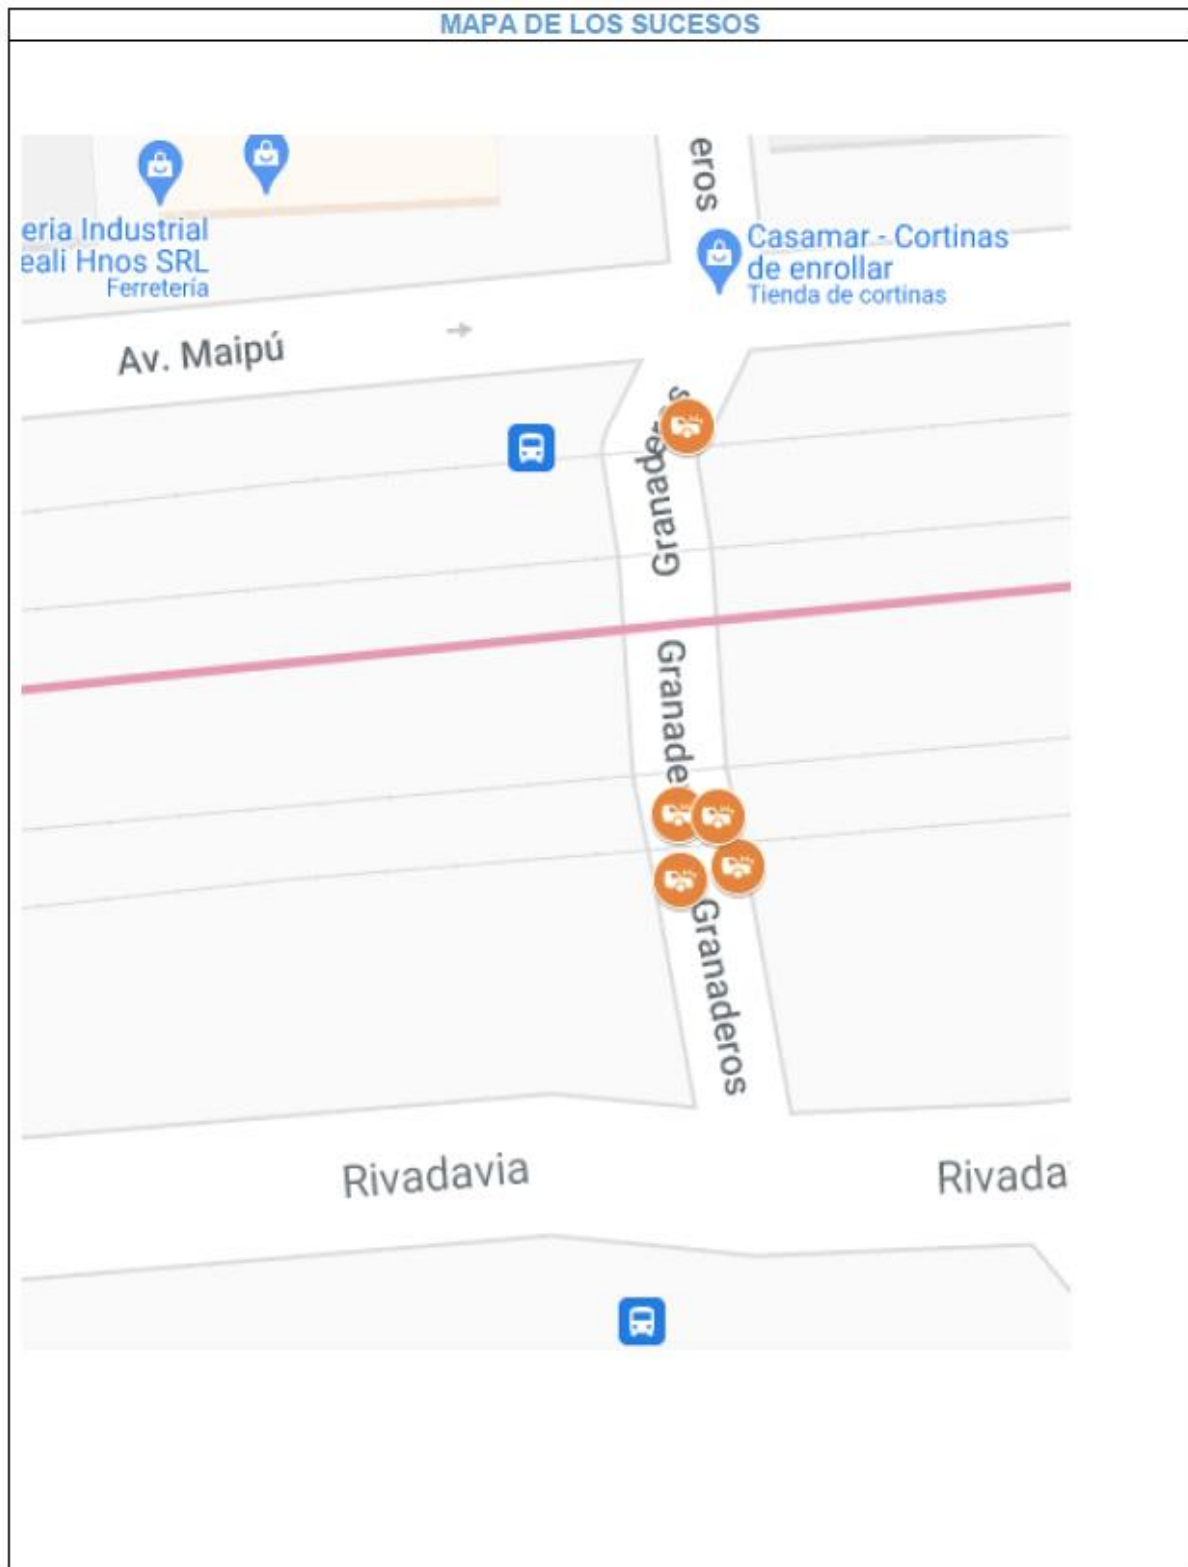 MAPA DE LOS SUCESOS
eros
eria Industrial
eali Hnos SRL
Ferretería
Casamar - Cortinas
de enrollar
Tienda de cortinas
Av. Maipú
Granade
Granade
Granaderos
Rivadavia
Rivada